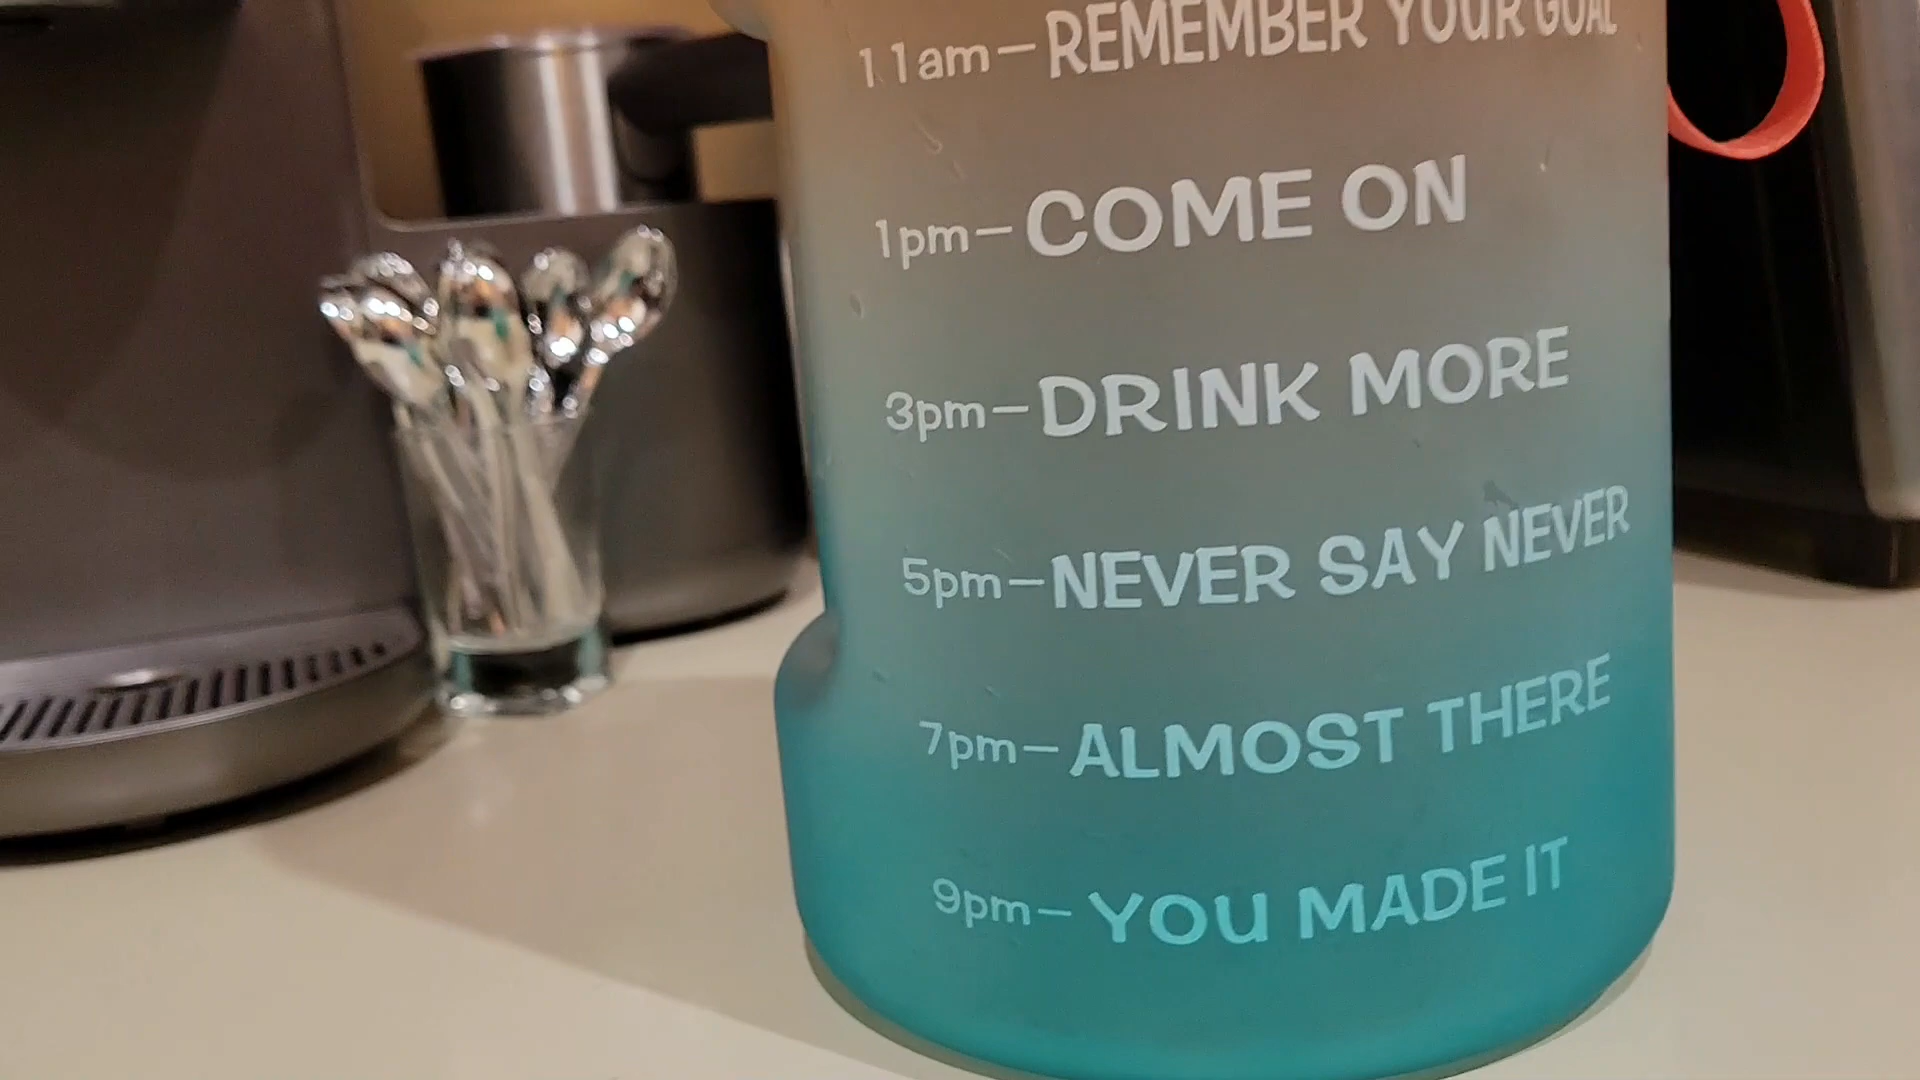 11am—REMEMBER YOUR GOAL
1pm—COME ON
3pm—DRINK MORE
5pm—NEVER SAY NEVER
7pm—ALMOST THERE
9pm—YOU MADE IT